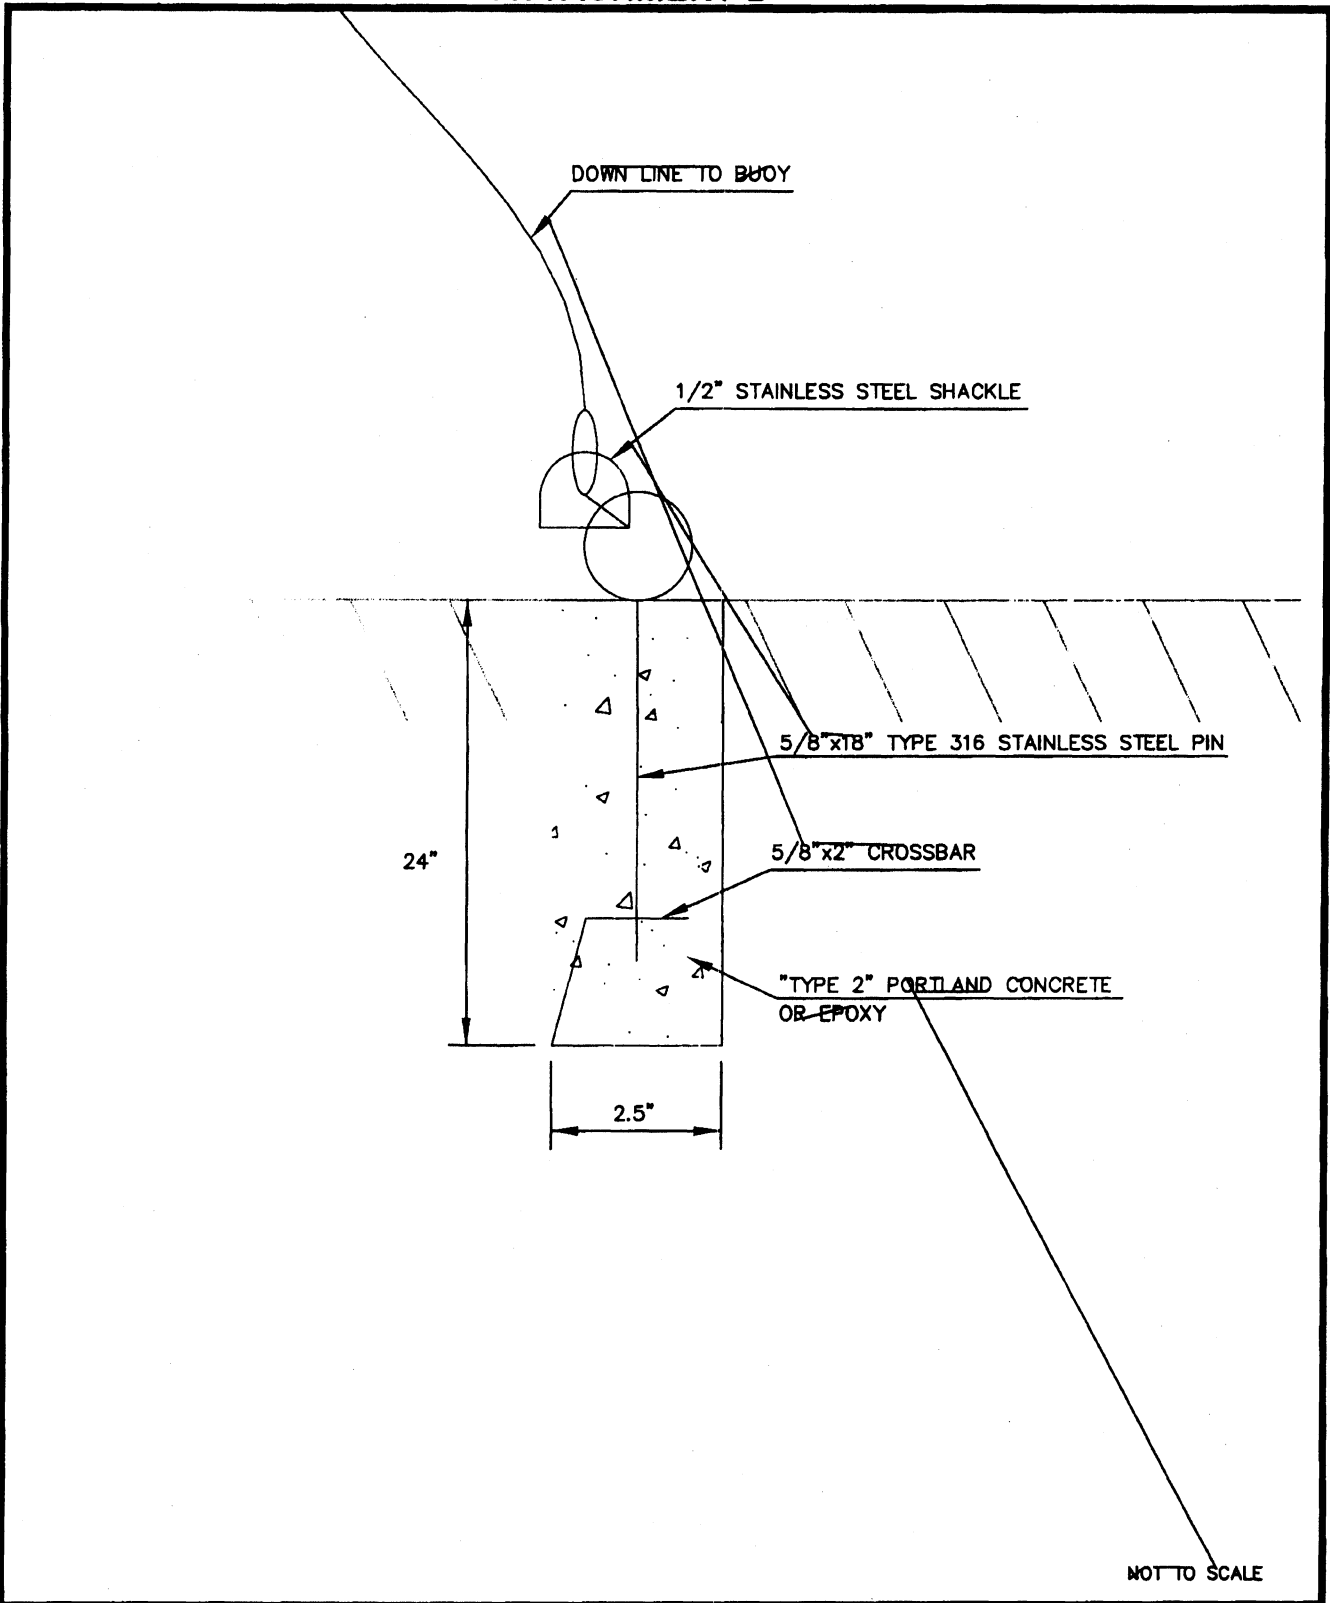 DOWN LINE TO BUOY
1/2" STAINLESS STEEL SHACKLE
5/8"x18" TYPE 316 STAINLESS STEEL PIN
24"
5/8"x2" CROSSBAR
"TYPE 2" PORTLAND CONCRETE
OR EPOXY
2.5"
NOT TO SCALE